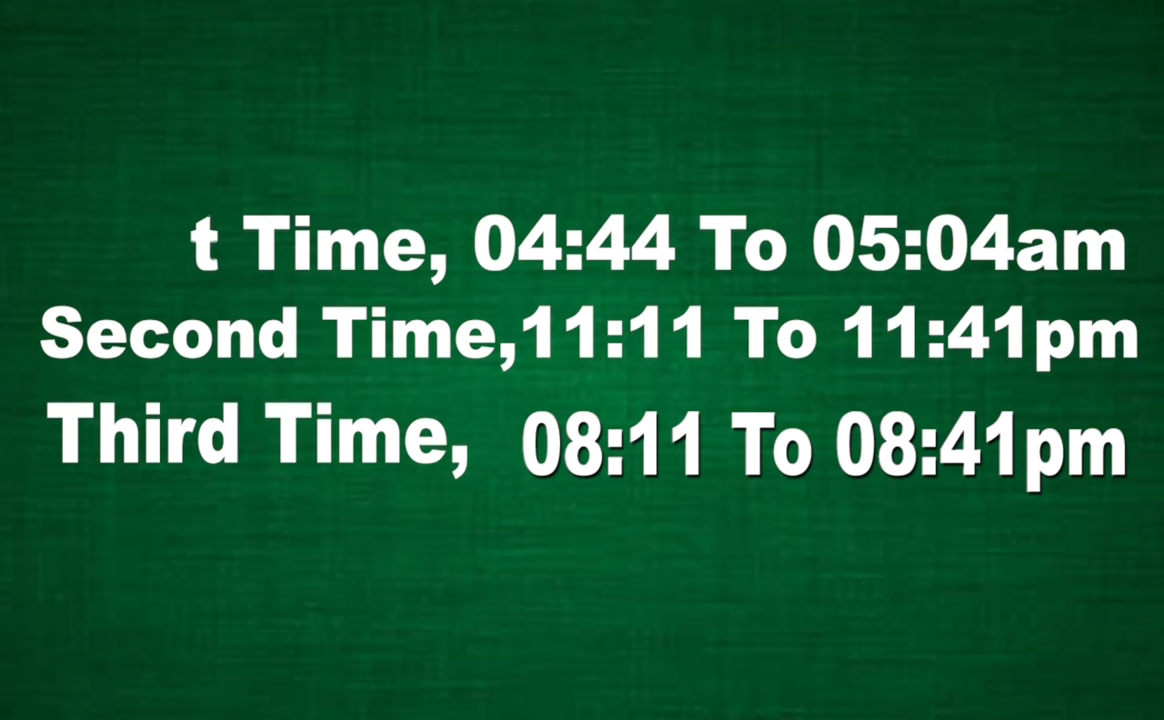 t Time, 04:44 To 05:04am
Second Time,11:11 To 11:41pm
Third Time, 08:11 To 08:41pm